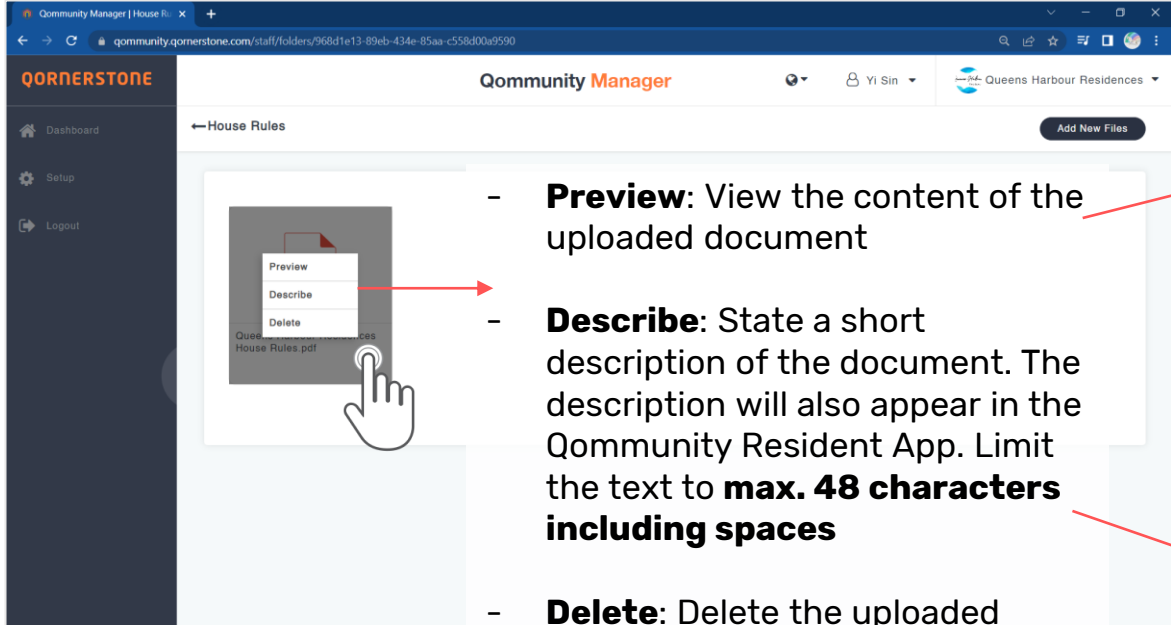 Qommunity Manager | House Ru
qommunity.qornerstone.com/staff/folders/968d1e13-89eb-434e-85aa-c558d00a9590
QORNERSTONE
Qommunity Manager
Yi Sin
Queens Harbour Residences
Dashboard
Setup
Logout
←House Rules
Add New Files
Preview
Describe
Delete
Queens Harbour Residences
House Rules.pdf
- Preview: View the content of the
uploaded document
- Describe: State a short
description of the document. The
description will also appear in the
Qommunity Resident App. Limit
the text to max. 48 characters
including spaces
- Delete: Delete the uploaded